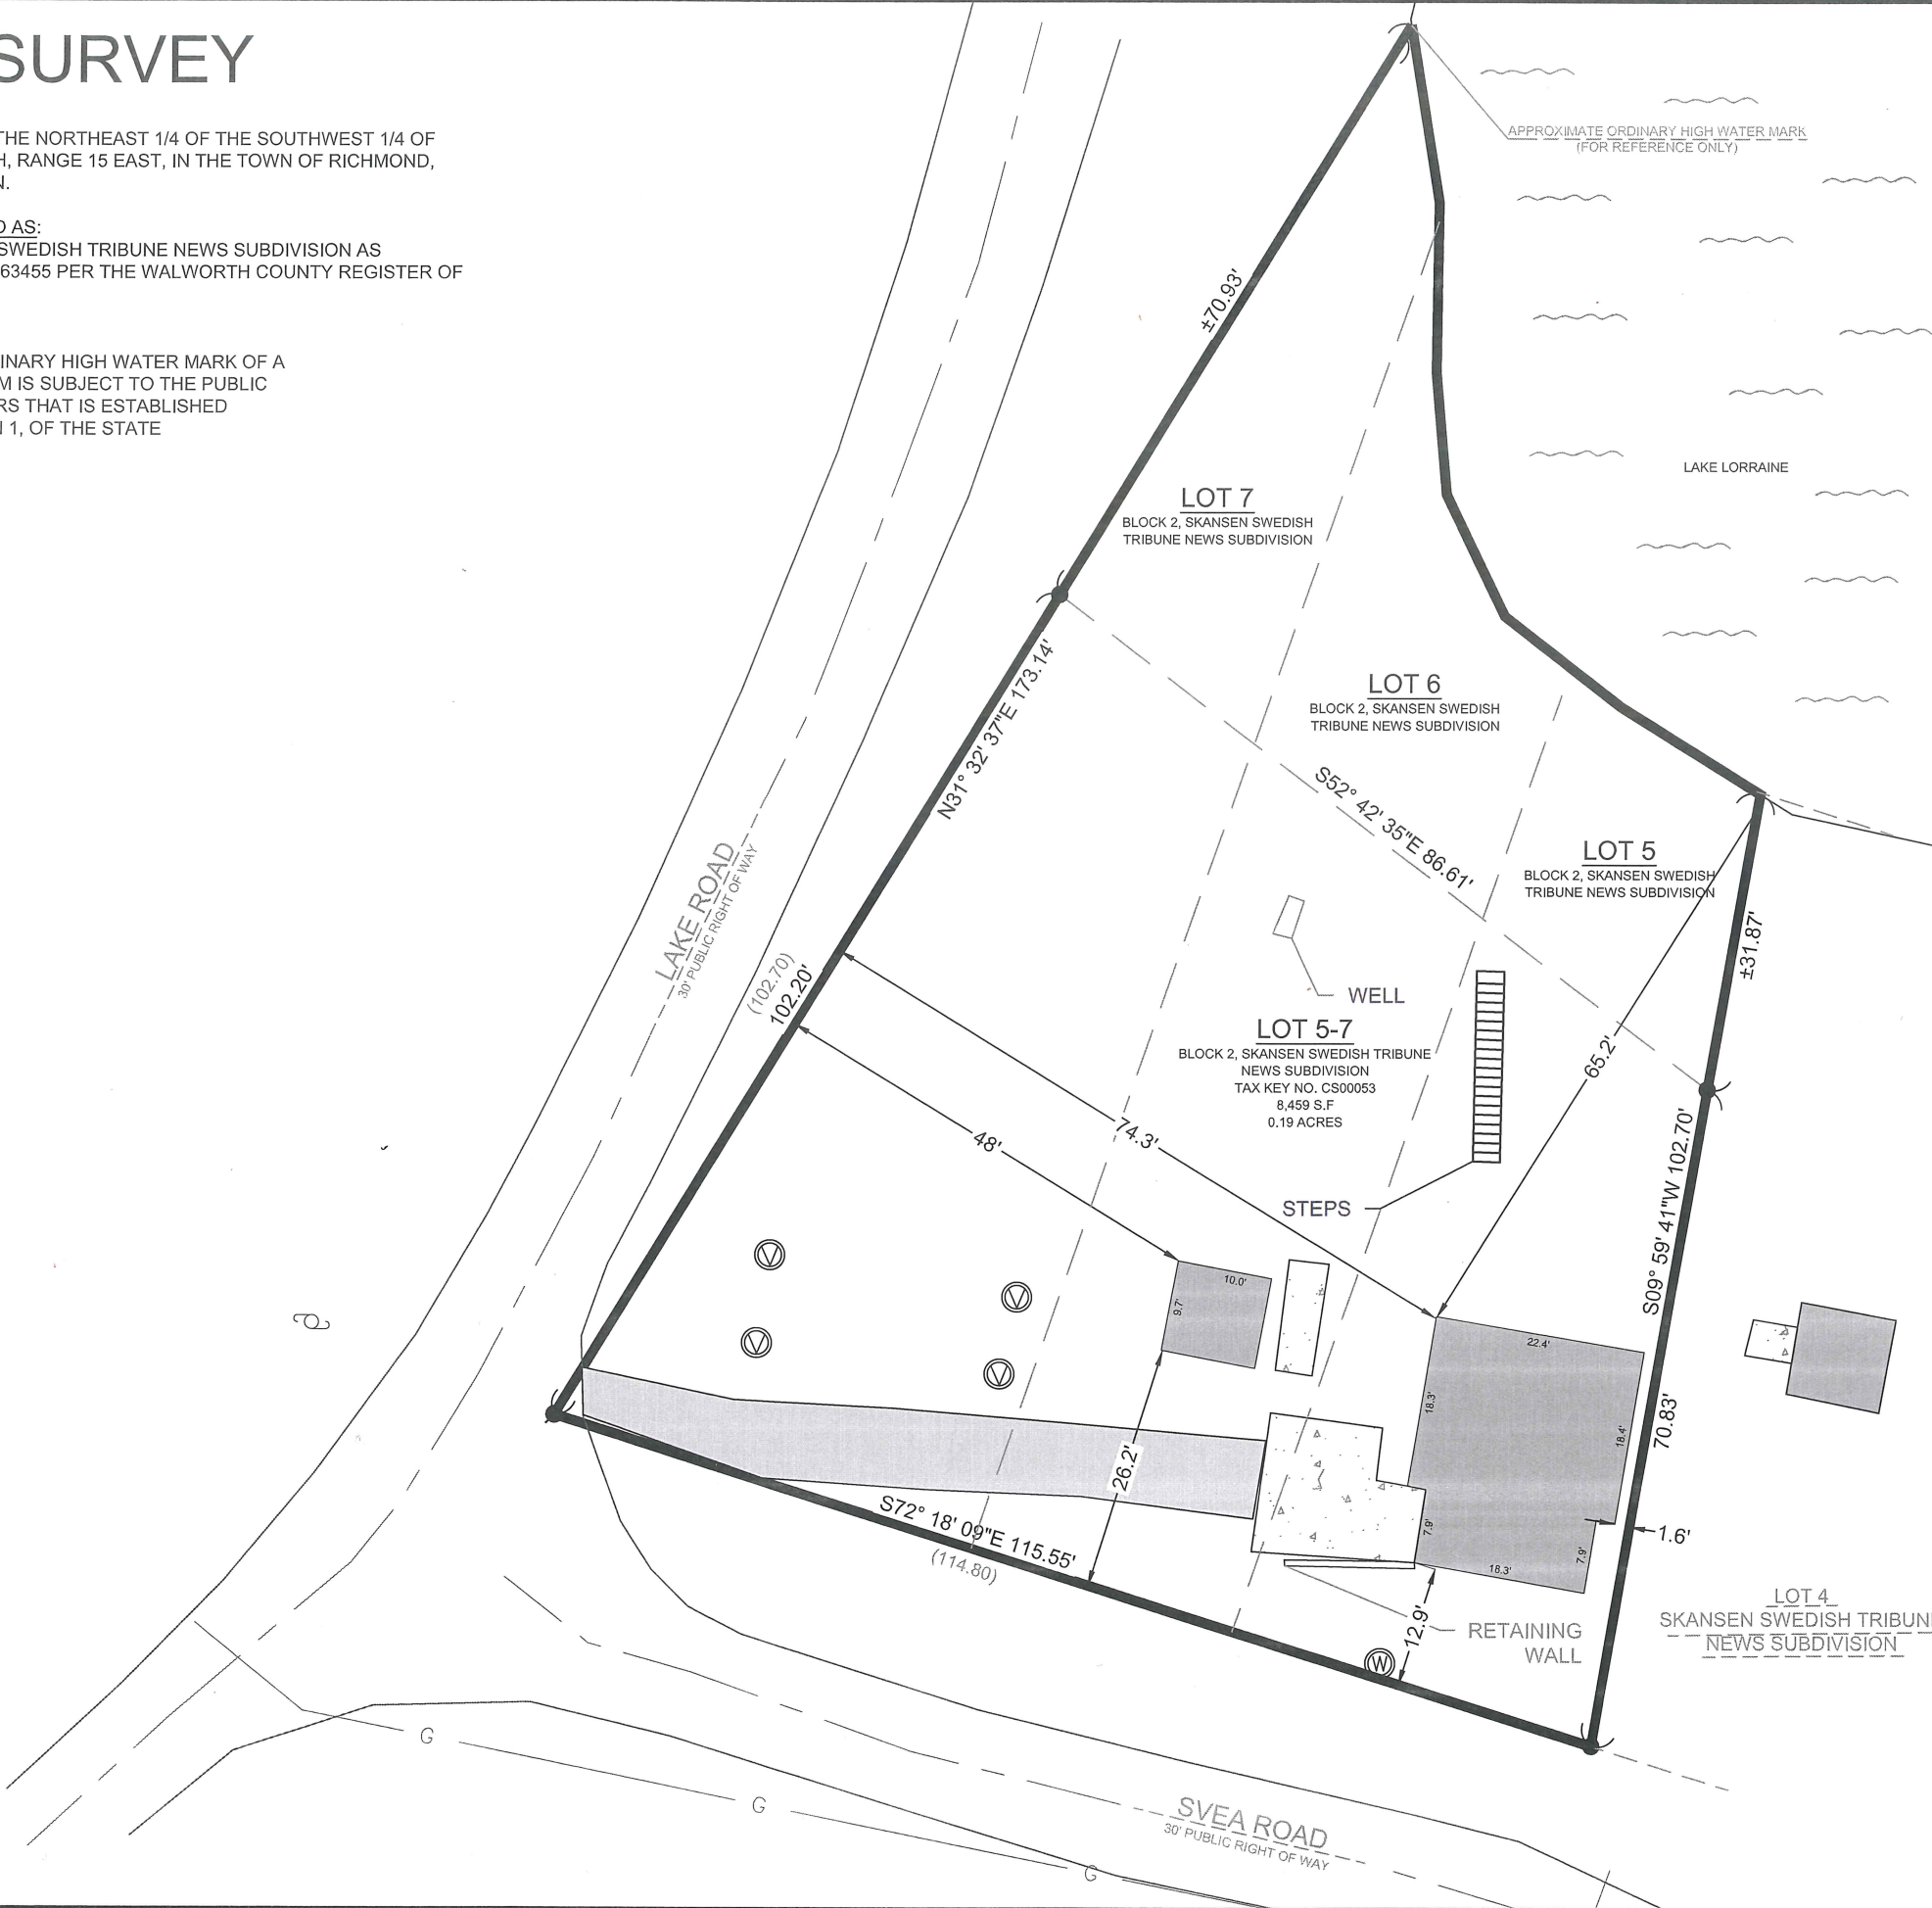 SURVEY
THE NORTHEAST 1/4 OF THE SOUTHWEST 1/4 OF
H, RANGE 15 EAST, IN THE TOWN OF RICHMOND,
N.
D AS:
SWEDISH TRIBUNE NEWS SUBDIVISION AS
63455 PER THE WALWORTH COUNTY REGISTER OF
INARY HIGH WATER MARK OF A
M IS SUBJECT TO THE PUBLIC
RS THAT IS ESTABLISHED
N 1, OF THE STATE
APPROXIMATE ORDINARY HIGH WATER MARK
(FOR REFERENCE ONLY)
±70.93'
LAKE LORRAINE
LOT 7
BLOCK 2, SKANSEN SWEDISH
TRIBUNE NEWS SUBDIVISION
LOT 6
BLOCK 2, SKANSEN SWEDISH
TRIBUNE NEWS SUBDIVISION
N31° 32' 37"E 173.14'
S52° 42' 35"E 86.61'
LOT 5
BLOCK 2, SKANSEN SWEDISH
TRIBUNE NEWS SUBDIVISION
±31.87'
LAKE ROAD
30' PUBLIC RIGHT OF WAY
(102.70)
102.20'
WELL
LOT 5-7
BLOCK 2, SKANSEN SWEDISH TRIBUNE
NEWS SUBDIVISION
TAX KEY NO. CS00053
8,459 S.F
0.19 ACRES
65.2'
74.3'
48'
STEPS
S09° 59' 41"W 102.70'
70.83'
V
V
V
V
10.0'
9.7'
22.4'
18.3'
18.4'
26.2'
7.9'
7.9'
18.3'
1.6'
S72° 18' 09"E 115.55'
(114.80)
12.9'
W
RETAINING
WALL
LOT 4
SKANSEN SWEDISH TRIBUN
NEWS SUBDIVISION
G
G
G
SVEA ROAD
30' PUBLIC RIGHT OF WAY